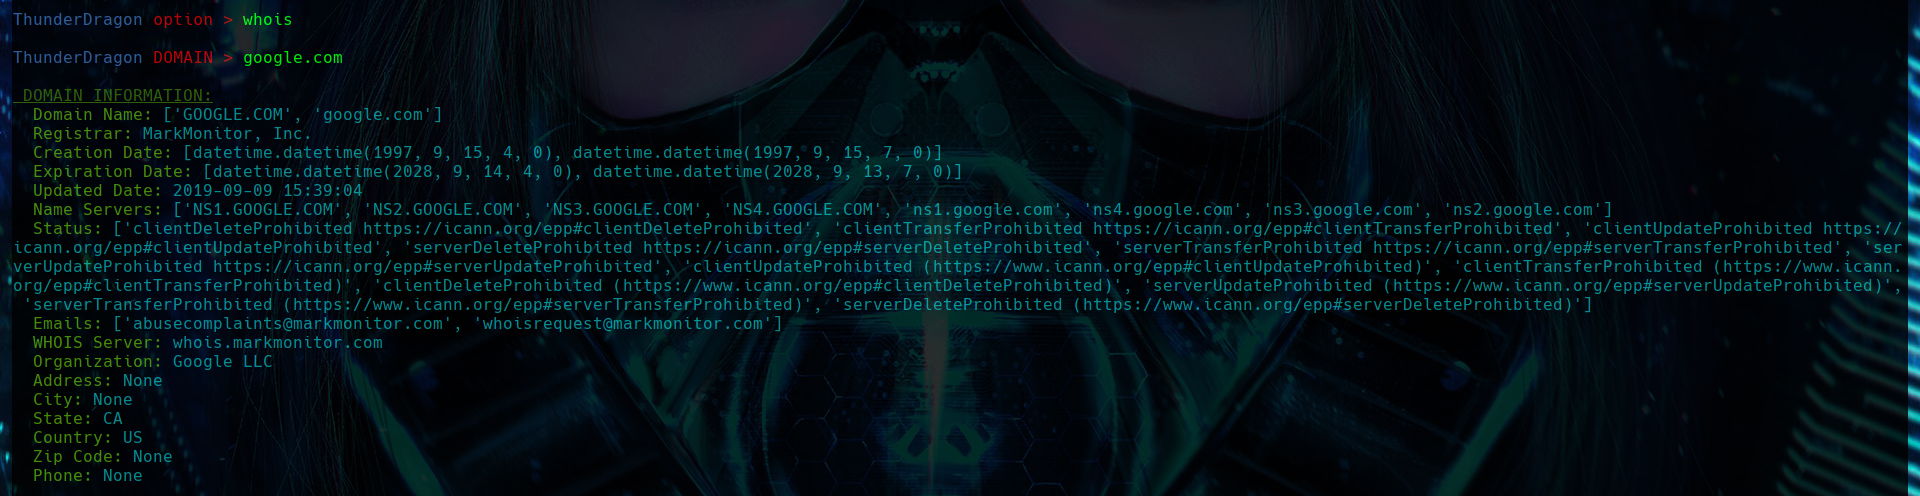 ThunderDragon option > whois
ThunderDragon DOMAIN > google.com
DOMAIN INFORMATION:
Domain Name: ['GOOGLE.COM', 'google.com']
Registrar: MarkMonitor, Inc.
Creation Date: [datetime.datetime(1997, 9, 15, 4, 0), datetime.datetime(1997, 9, 15, 7, 0)]
Expiration Date: [datetime.datetime(2028, 9, 14, 4, 0), datetime.datetime(2028, 9, 13, 7, 0)]
Updated Date: 2019-09-09 15:39:04
Name Servers: ['NS1.GOOGLE.COM', 'NS2.GOOGLE.COM', 'NS3.GOOGLE.COM', 'NS4.GOOGLE.COM', 'ns1.google.com', 'ns4.google.com', 'ns3.google.com', 'ns2.google.com']
Status: ['clientDeleteProhibited https://icann.org/epp#clientDeleteProhibited', 'clientTransferProhibited https://icann.org/epp#clientTransferProhibited', 'clientUpdateProhibited https://
icann.org/epp#clientUpdateProhibited', 'serverDeleteProhibited https://icann.org/epp#serverDeleteProhibited', 'serverTransferProhibited https://icann.org/epp#serverTransferProhibited', 'ser
verUpdateProhibited https://icann.org/epp#serverUpdateProhibited', 'clientUpdateProhibited (https://www.icann.org/epp#clientUpdateProhibited)', 'clientTransferProhibited (https://www.icann.
org/epp#clientTransferProhibited)', 'clientDeleteProhibited (https://www.icann.org/epp#clientDeleteProhibited)', 'serverUpdateProhibited (https://www.icann.org/epp#serverUpdateProhibited)',
'serverTransferProhibited (https://www.icann.org/epp#serverTransferProhibited)', 'serverDeleteProhibited (https://www.icann.org/epp#serverDeleteProhibited)']
Emails: ['abusecomplaints@markmonitor.com', 'whoisrequest@markmonitor.com']
WHOIS Server: whois.markmonitor.com
Organization: Google LLC
Address: None
City: None
State: CA
Country: US
Zip Code: None
Phone: None